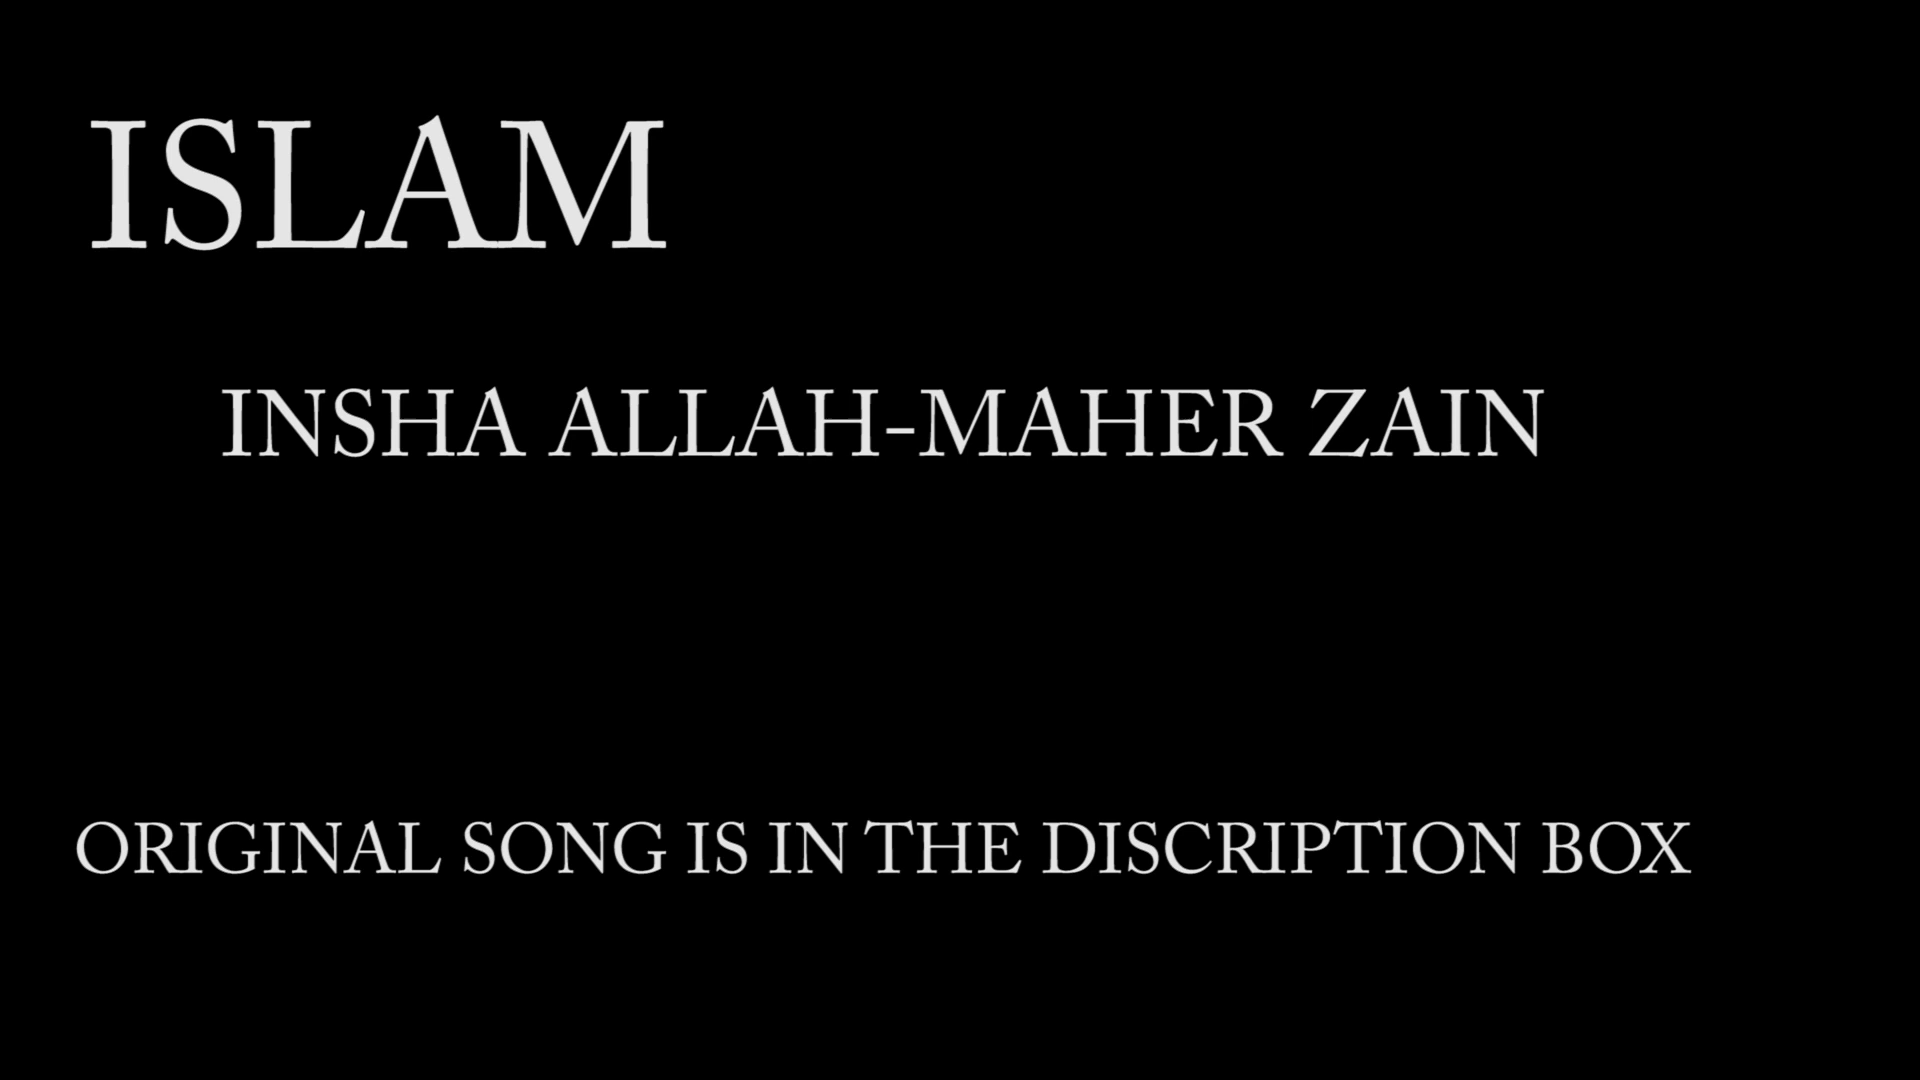 ISLAM
INSHA ALLAH-MAHER ZAIN
ORIGINAL SONG IS IN THE DISCRIPTION BOX